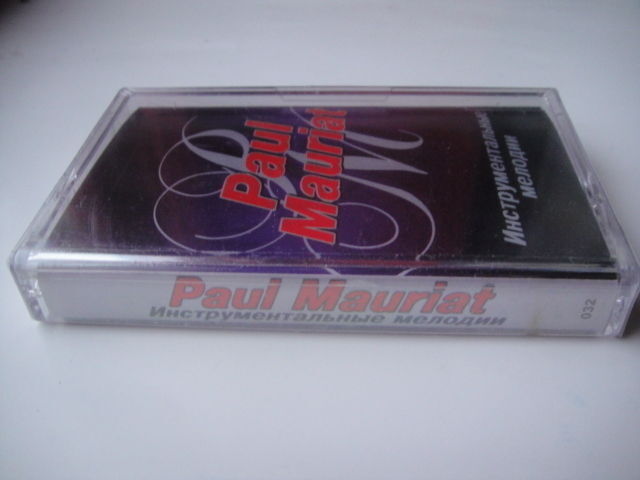 Paul
Mauriat
Инструментальные
мелодии
Paul Mauriat
Инструментальные мелодии
032